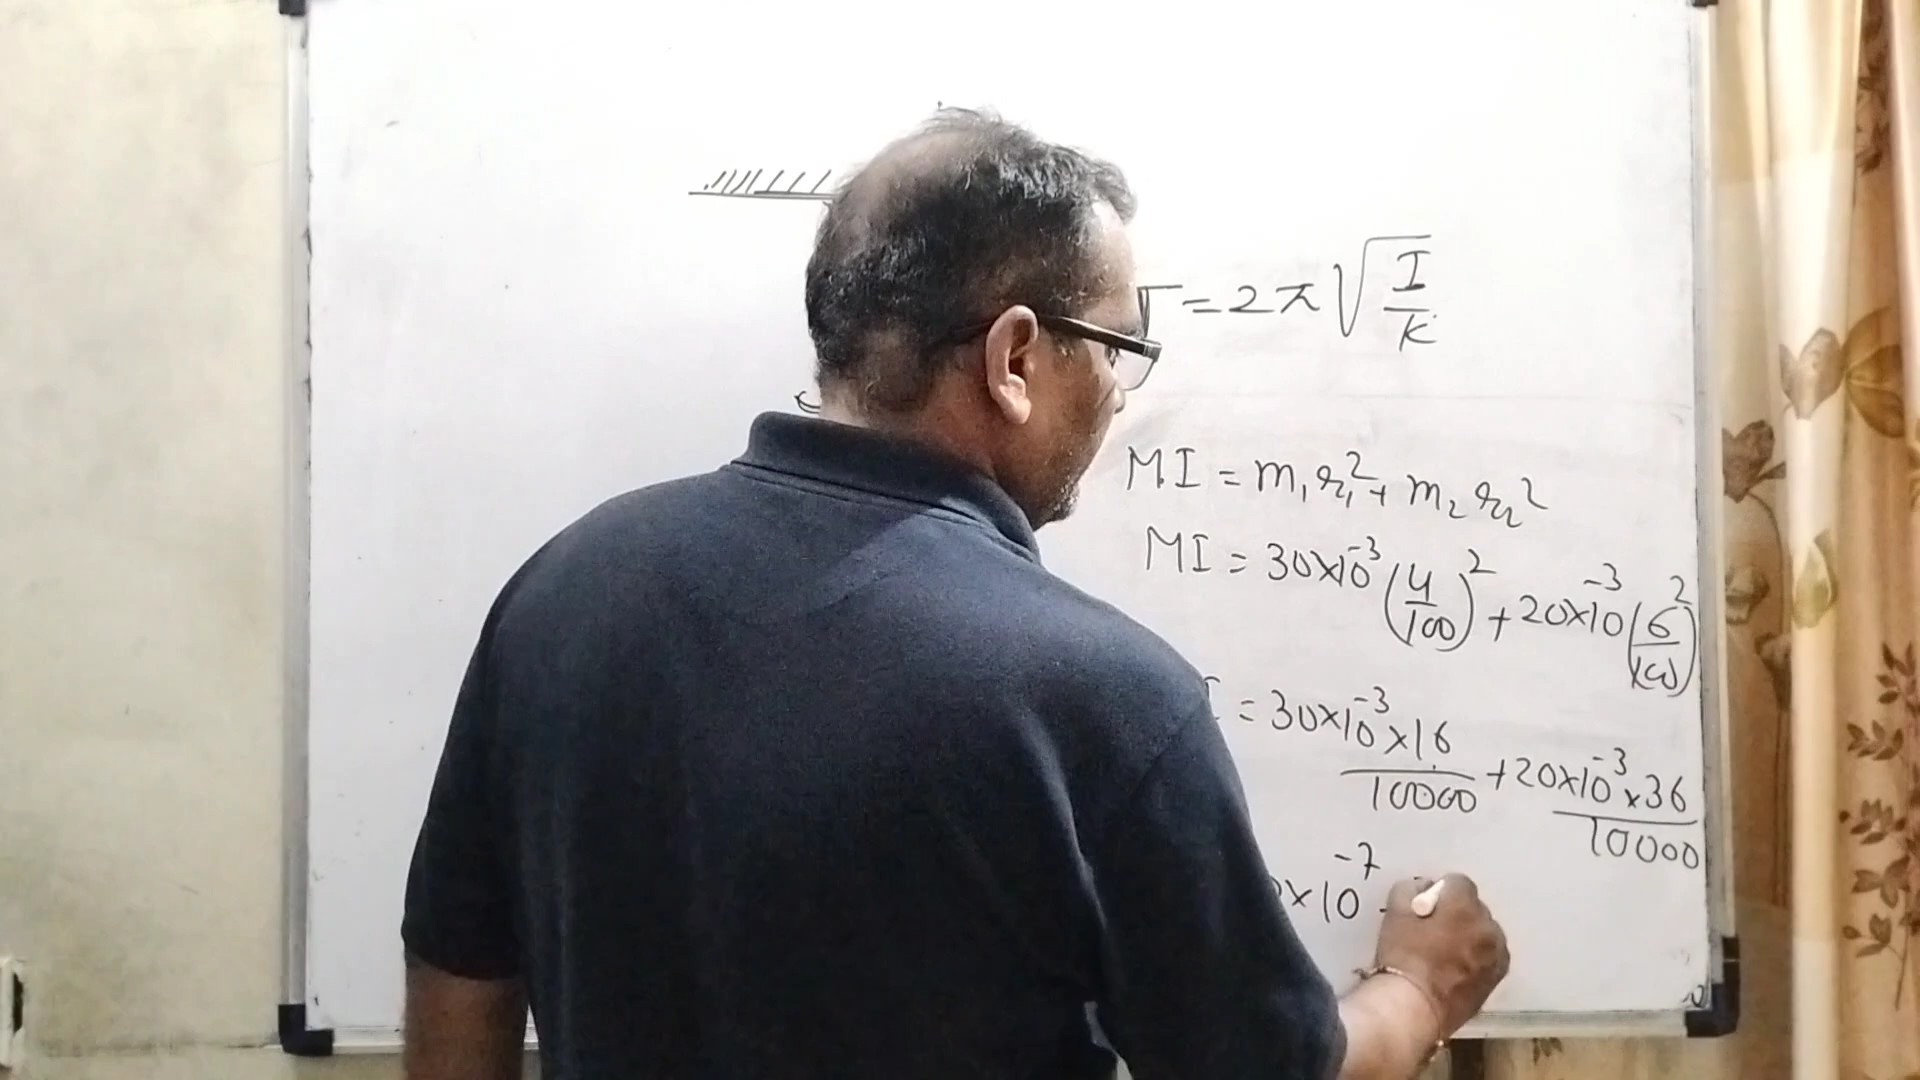 T = 2π√(I/K)
MI = m₁r₁² + m₂r₂²
MI = 30×10⁻³ (4/100)² + 20×10⁻³ (6/100)²
= 30×10⁻³×16/10000 + 20×10⁻³×36/10000
×10⁻⁷